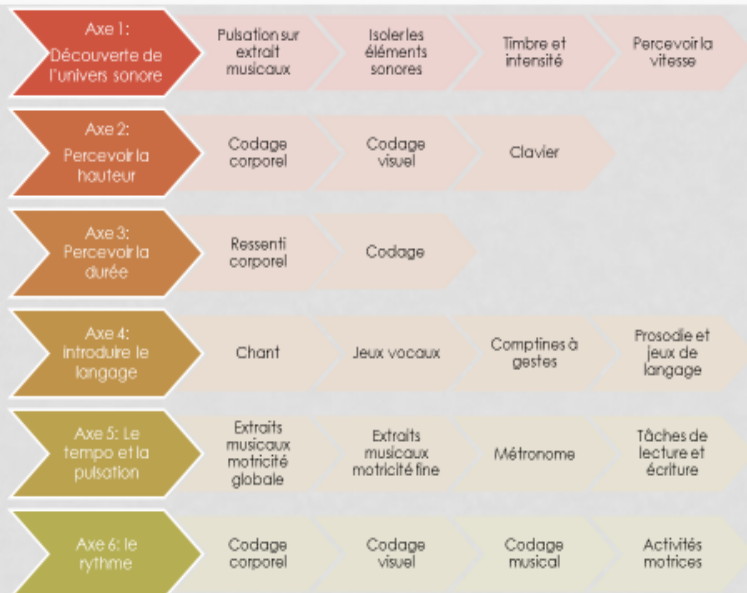 Axe 1:
Découverte de
l'univers sonore
Pulsation sur
extrait
musicaux
Isoler les
éléments
sonores
Timbre et
intensité
Percevoir la
vitesse
Axe 2:
Percevoir la
hauteur
Codage
corporel
Codage
visuel
Clavier
Axe 3:
Percevoir la
durée
Ressenti
corporel
Codage
Axe 4:
Introduire le
langage
Chant
Jeux vocaux
Comptines à
gestes
Prosodie et
jeux de
langage
Axe 5: Le
tempo et la
pulsation
Extraits
musicaux
motricité
globale
Extraits
musicaux
motricité fine
Métronome
Tâches de
lecture et
écriture
Axe 6: le
rythme
Codage
corporel
Codage
visuel
Codage
musical
Activités
motrices